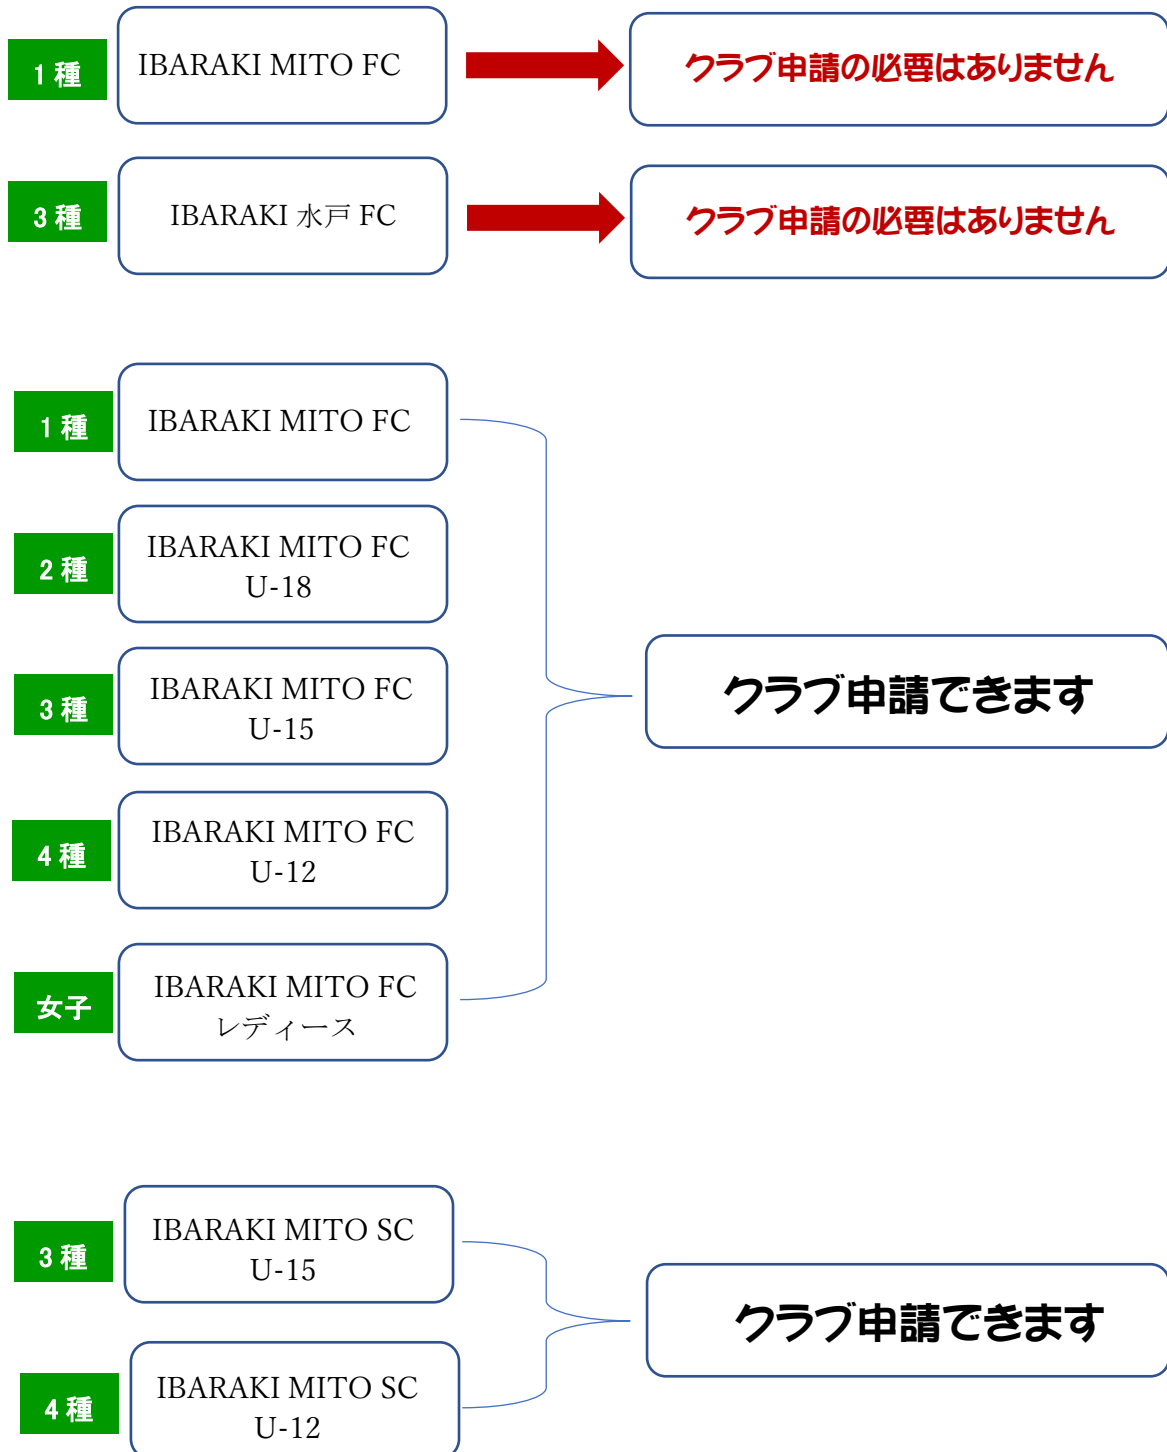 1種
IBARAKI MITO FC
クラブ申請の必要はありません
3種
IBARAKI 水戸 FC
クラブ申請の必要はありません
1種
IBARAKI MITO FC
2種
IBARAKI MITO FC
U-18
3種
IBARAKI MITO FC
U-15
4種
IBARAKI MITO FC
U-12
女子
IBARAKI MITO FC
レディース
クラブ申請できます
3種
IBARAKI MITO SC
U-15
4種
IBARAKI MITO SC
U-12
クラブ申請できます